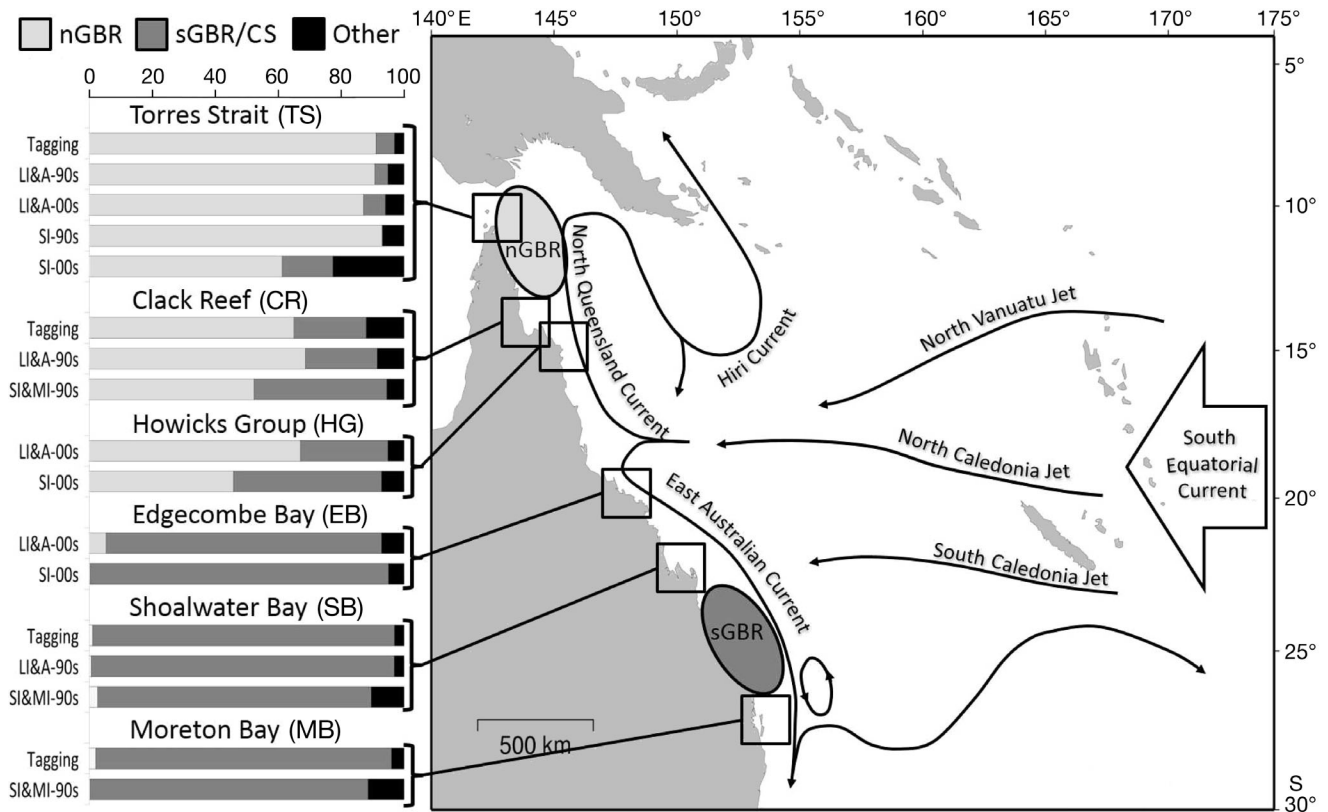 nGBR sGBR/CS Other
0 20 40 60 80 100
Torres Strait (TS)
Tagging
LI&A-90s
LI&A-00s
SI-90s
SI-00s
Clack Reef (CR)
Tagging
LI&A-90s
SI&MI-90s
Howicks Group (HG)
LI&A-00s
SI-00s
Edgecombe Bay (EB)
LI&A-00s
SI-00s
Shoalwater Bay (SB)
Tagging
LI&A-90s
SI&MI-90s
Moreton Bay (MB)
Tagging
SI&MI-90s
140°E 145° 150° 155° 160° 165° 170° 175°
5°
10°
15°
20°
25°
S
30°
nGBR
North Queensland Current
Hiri Current
North Vanuatu Jet
North Caledonia Jet
South
Equatorial
Current
East Australian Current
South Caledonia Jet
sGBR
500 km